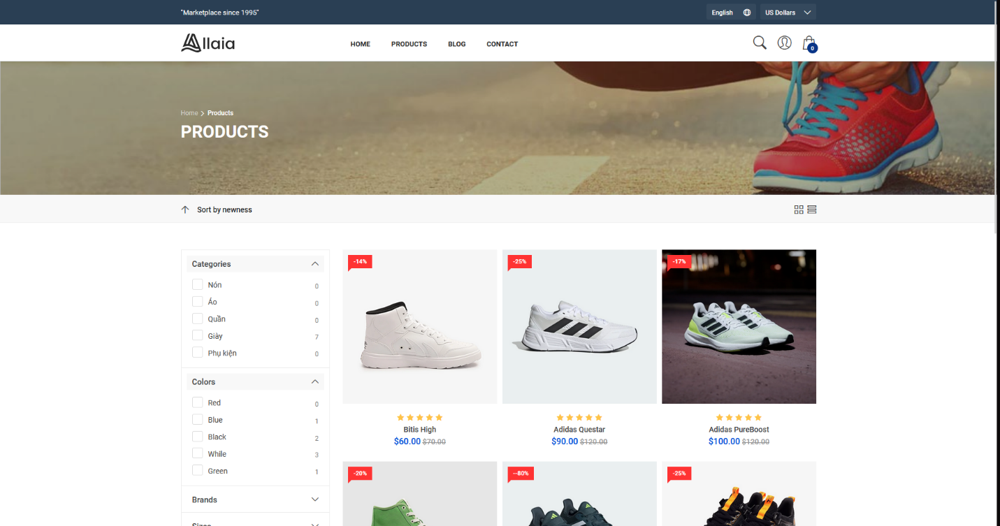 "Marketplace since 1995"
English
US Dollars
Allaia
HOME
PRODUCTS
BLOG
CONTACT
0
Home
Products
PRODUCTS
Sort by newness
Categories
Nón
0
Áo
0
Quần
0
Giày
7
Phụ kiện
0
Colors
Red
0
Blue
1
Black
2
While
3
Green
1
Brands
Sizes
-14%
Bitis High
$60.00 $70.00
-25%
Adidas Questar
$90.00 $120.00
-17%
Adidas PureBoost
$100.00 $120.00
-20%
--80%
-25%